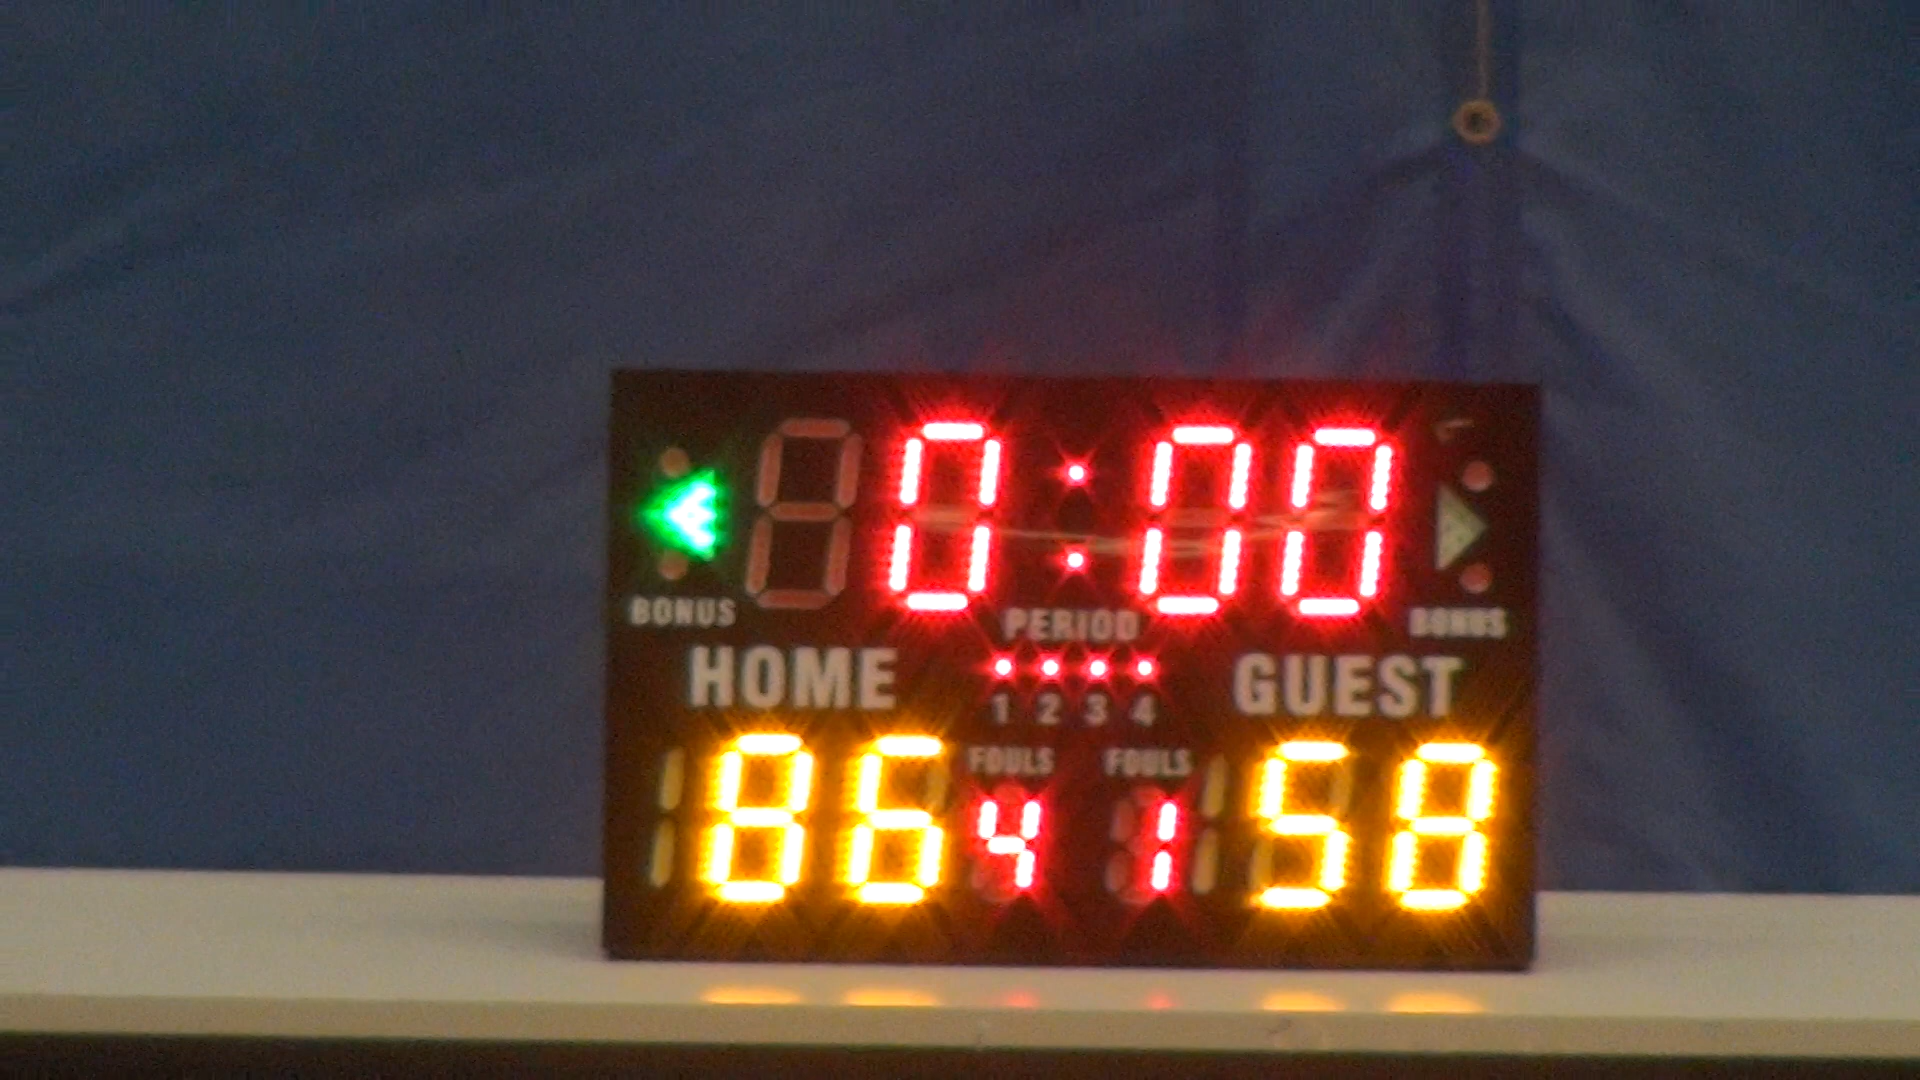 0:00
BONUS PERIOD BONUS
HOME GUEST
1 2 3 4
FOULS FOULS
86 4 1 58